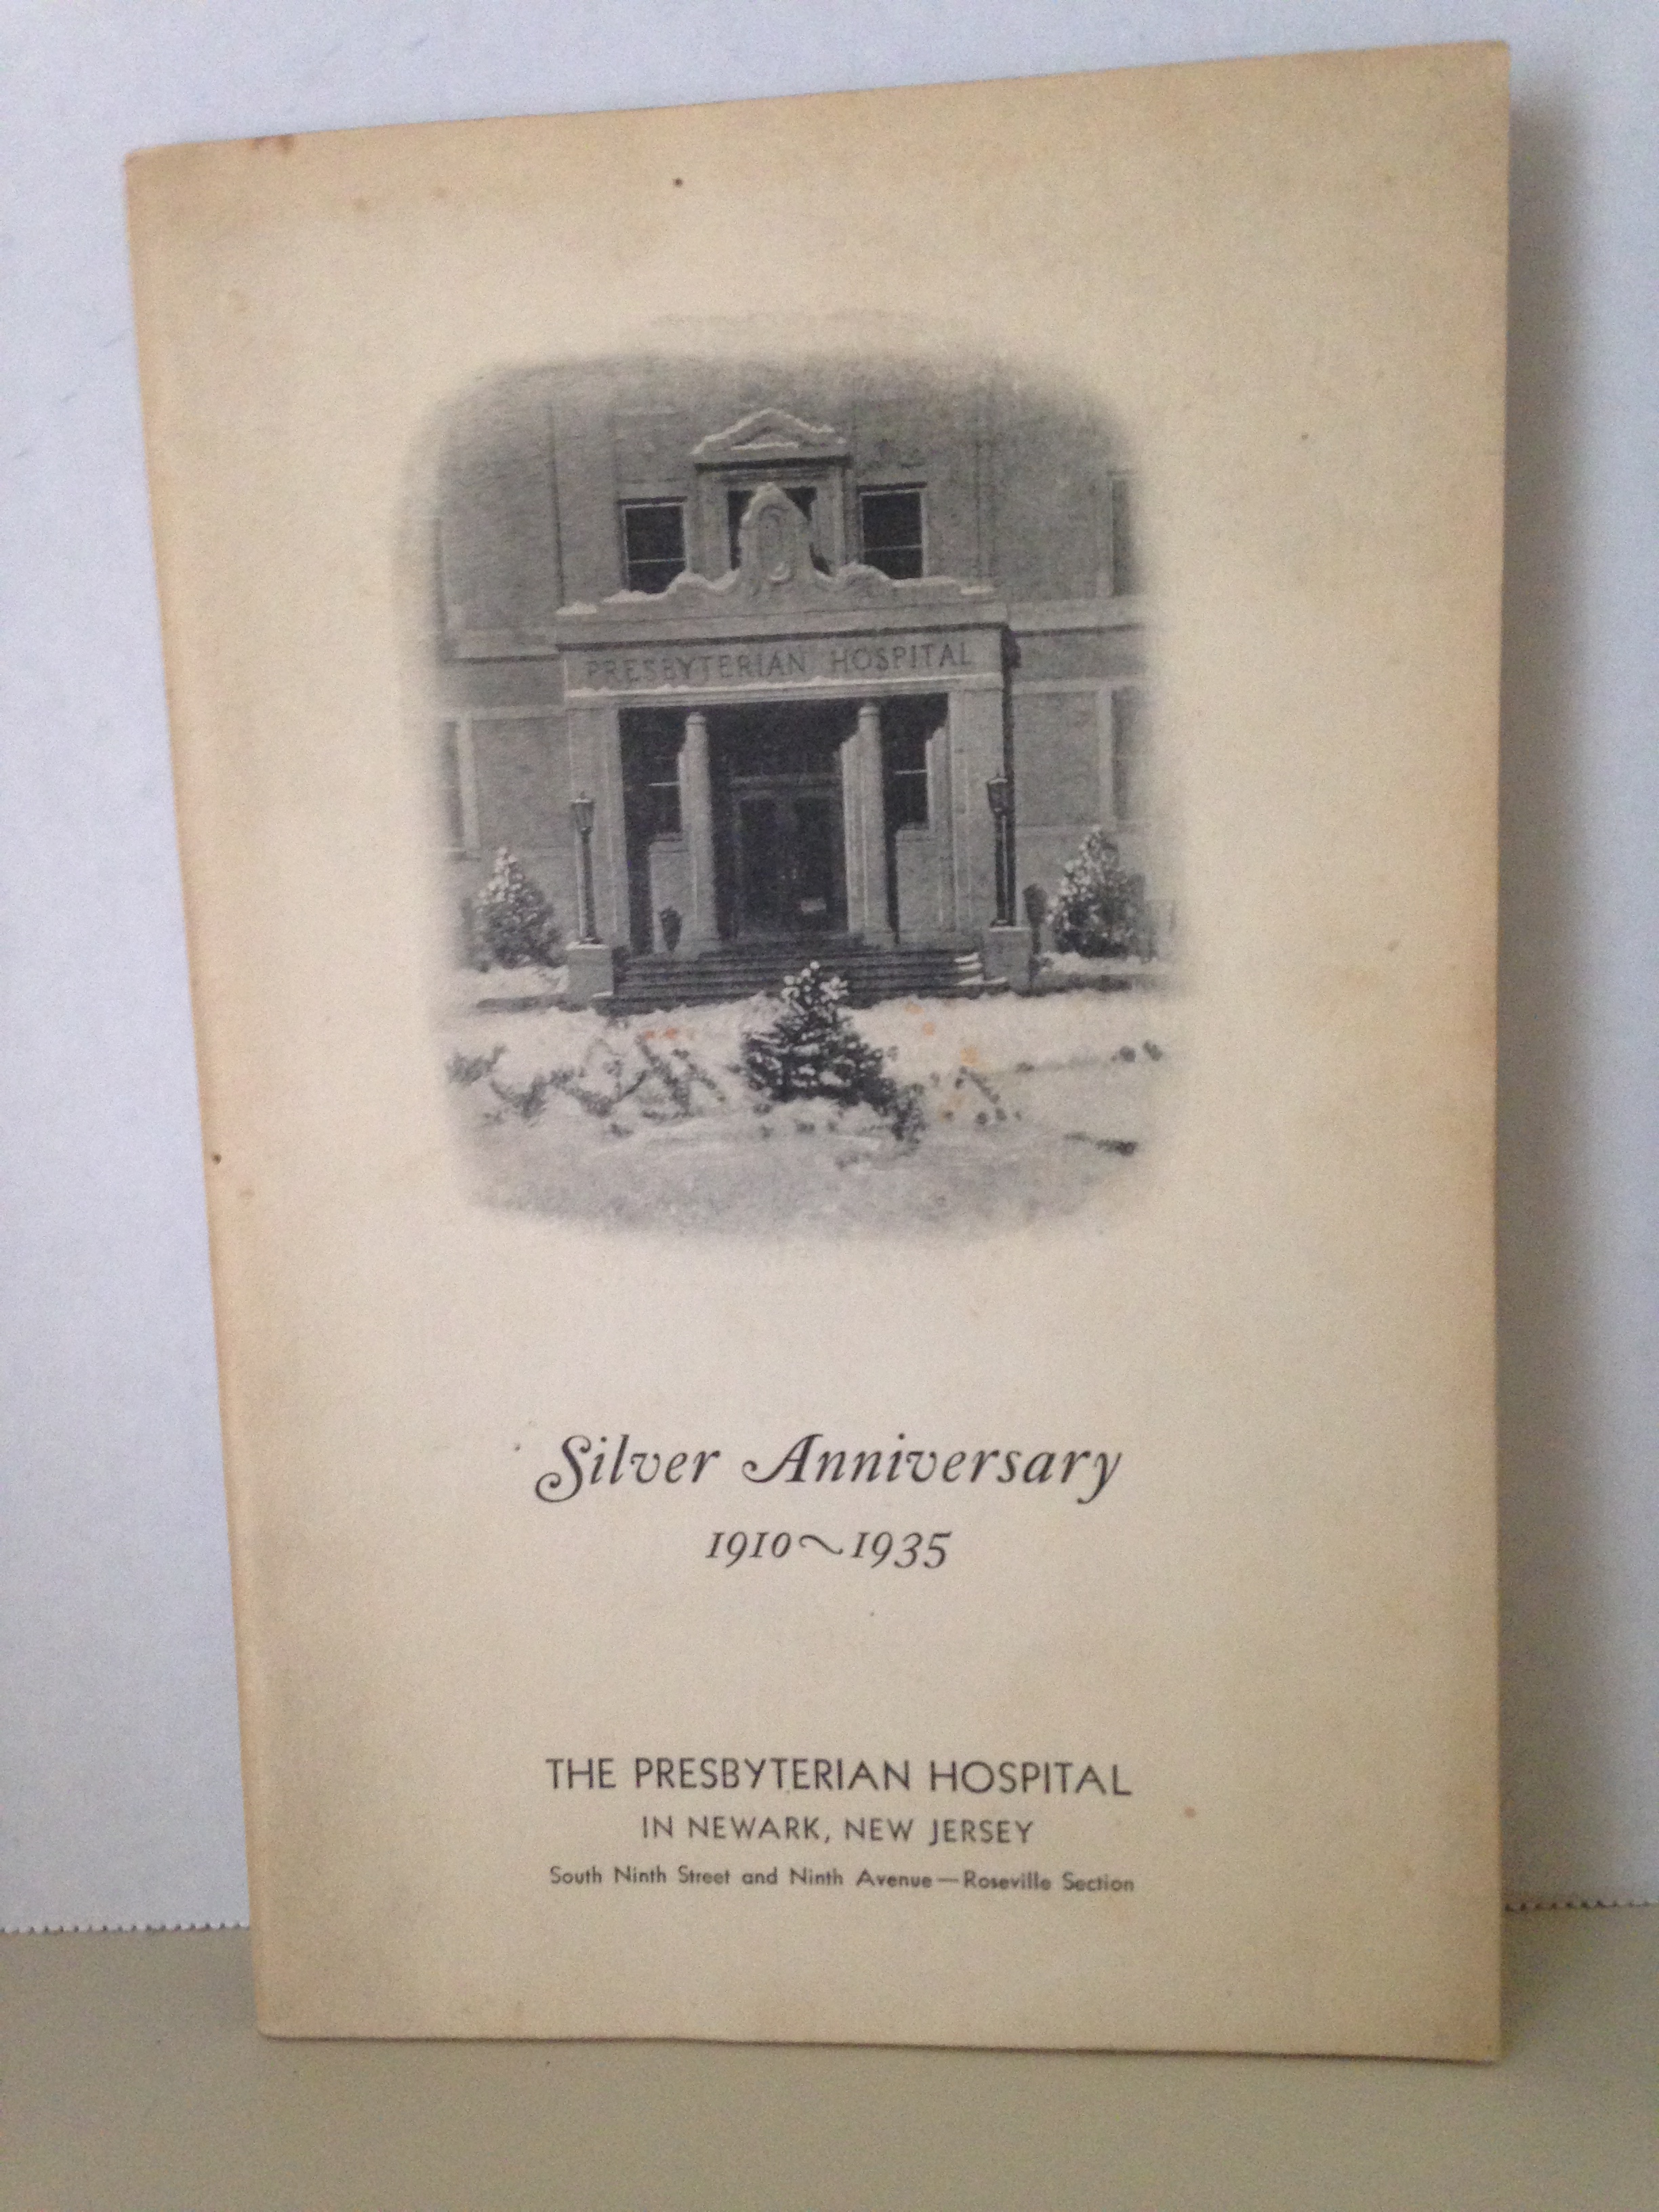 PRESBYTERIAN HOSPITAL
Silver Anniversary
1910~1935
THE PRESBYTERIAN HOSPITAL
IN NEWARK, NEW JERSEY
South Ninth Street and Ninth Avenue—Roseville Section